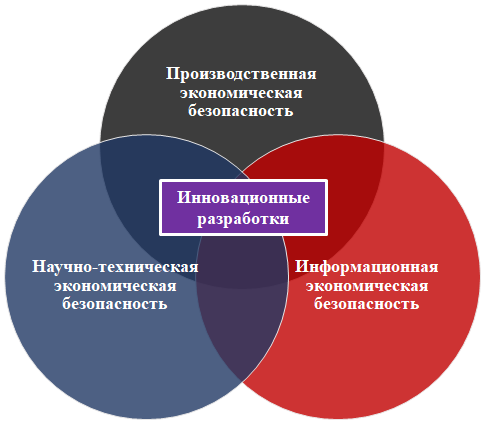 Производственная
экономическая
безопасность
Инновационные
разработки
Научно-техническая
экономическая
безопасность
Информационная
экономическая
безопасность